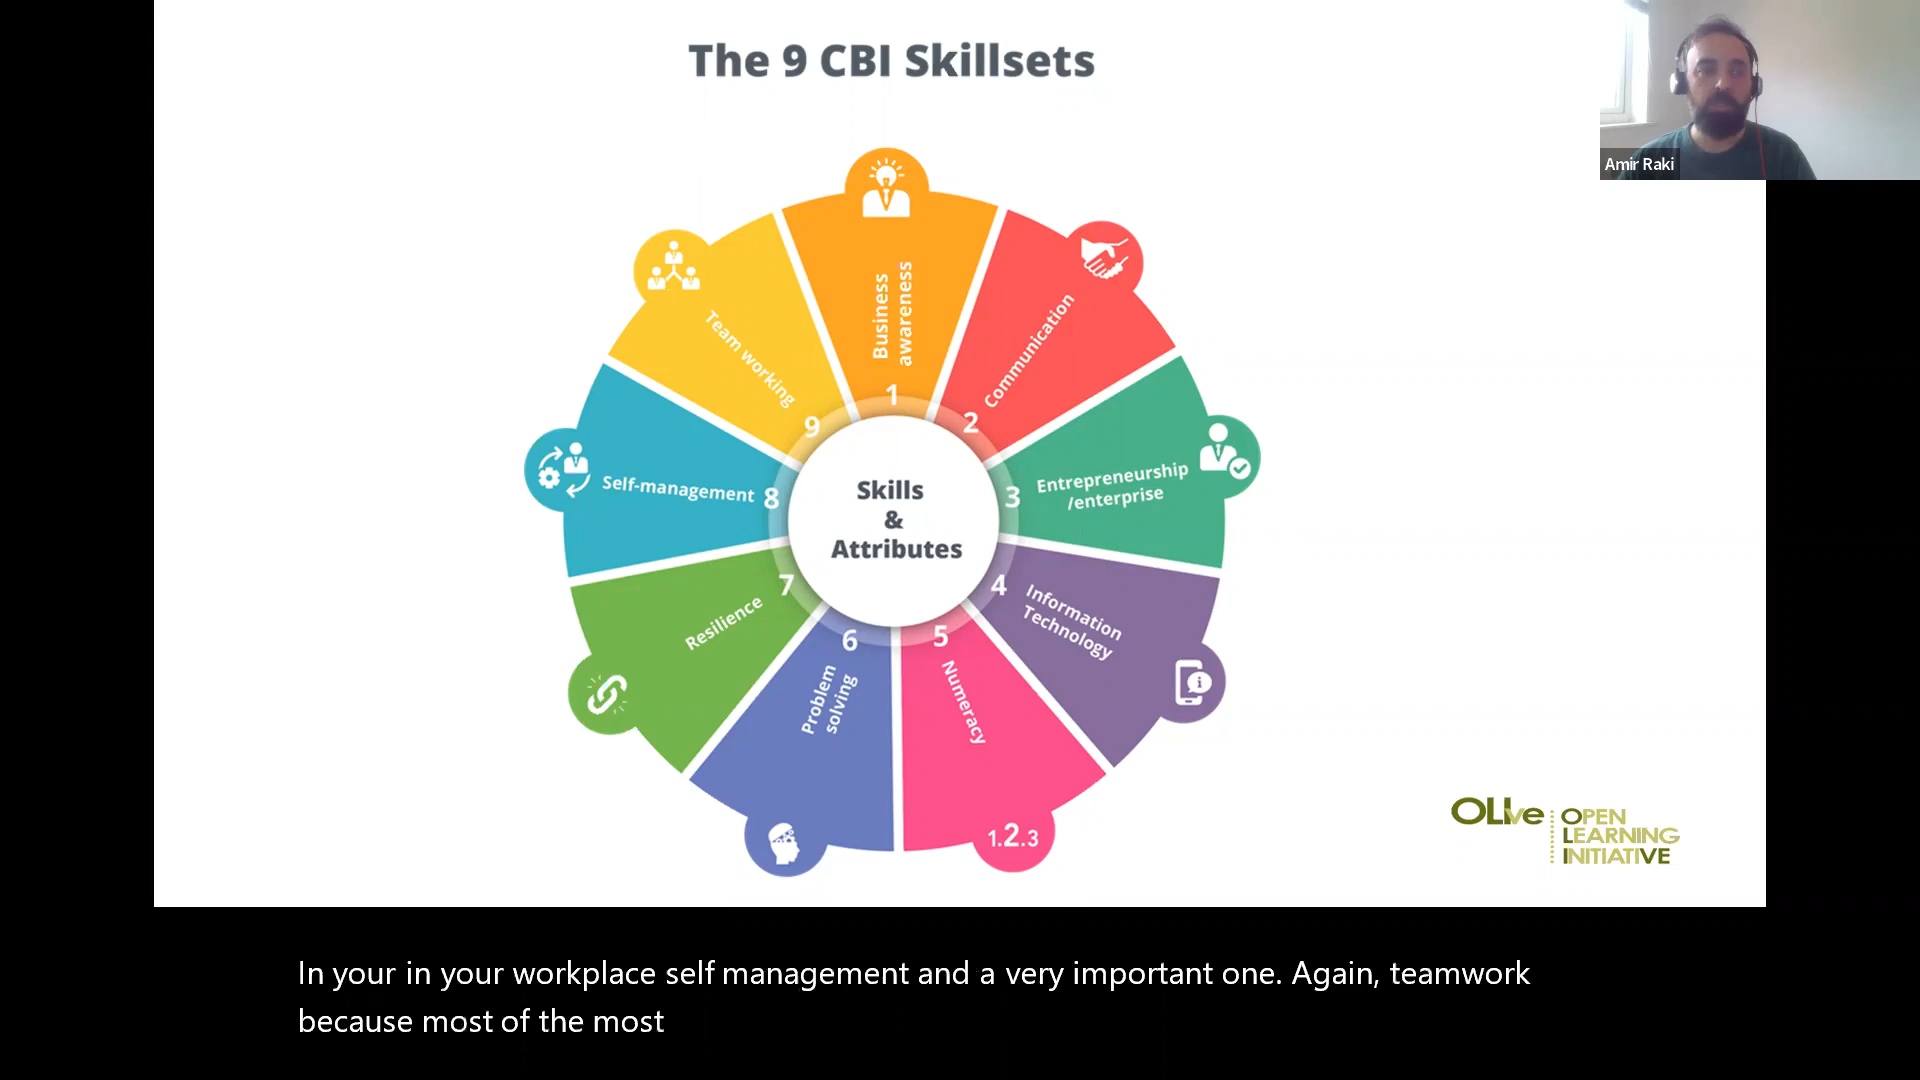 The 9 CBI Skillsets
Amir Raki
Business
awareness
1
Communication
2
Entrepreneurship
/enterprise
3
Information
Technology
4
Numeracy
5
1.2.3
Problem
solving
6
Resilience
7
Self-management
8
Team working
9
Skills
&
Attributes
OLIve
OPEN
LEARNING
INITIATIVE
In your in your workplace self management and a very important one. Again, teamwork
because most of the most